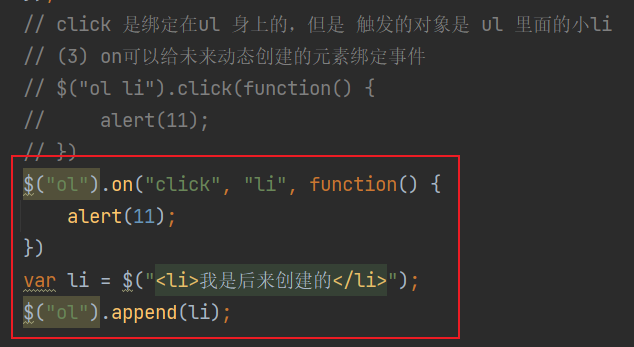 // click 是绑定在ul 身上的，但是 触发的对象是 ul 里面的小li
// (3) on可以给未来动态创建的元素绑定事件
// $("ol li").click(function() {
//     alert(11);
// })
$("ol").on("click", "li", function() {
    alert(11);
})
var li = $("<li>我是后来创建的</li>");
$("ol").append(li);